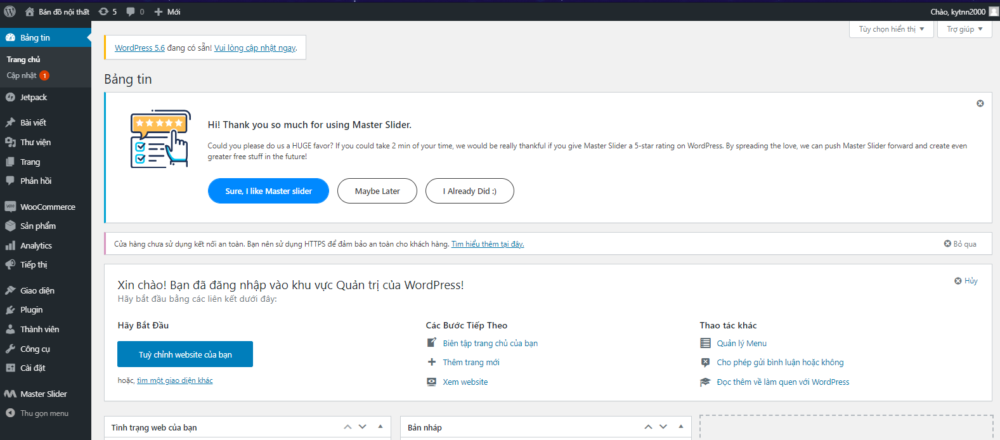 Bán đồ nội thất 5 0 Mới Chào, kytnn2000
Tùy chọn hiển thị Trợ giúp
Bảng tin
Trang chủ
Cập nhật 1
Jetpack
Bài viết
Thư viện
Trang
Phản hồi
WooCommerce
Sản phẩm
Analytics
Tiếp thị
Giao diện
Plugin
Thành viên
Công cụ
Cài đặt
Master Slider
Thu gọn menu
WordPress 5.6 đang có sẵn! Vui lòng cập nhật ngay.
Bảng tin
Hi! Thank you so much for using Master Slider.
Could you please do us a HUGE favor? If you could take 2 min of your time, we would be really thankful if you give Master Slider a 5-star rating on WordPress. By spreading the love, we can push Master Slider forward and create even
greater free stuff in the future!
Sure, I like Master slider Maybe Later I Already Did :)
Cửa hàng chưa sử dụng kết nối an toàn. Bạn nên sử dụng HTTPS để đảm bảo an toàn cho khách hàng. Tìm hiểu thêm tại đây. Bỏ qua
Xin chào! Bạn đã đăng nhập vào khu vực Quản trị của WordPress! Hủy
Hãy bắt đầu bằng các liên kết dưới đây:
Hãy Bắt Đầu
Tuỳ chỉnh website của bạn
hoặc, tìm một giao diện khác
Các Bước Tiếp Theo
Biên tập trang chủ của bạn
Thêm trang mới
Xem website
Thao tác khác
Quản lý Menu
Cho phép gửi bình luận hoặc không
Đọc thêm về làm quen với WordPress
Tình trạng web của bạn
Bản nháp